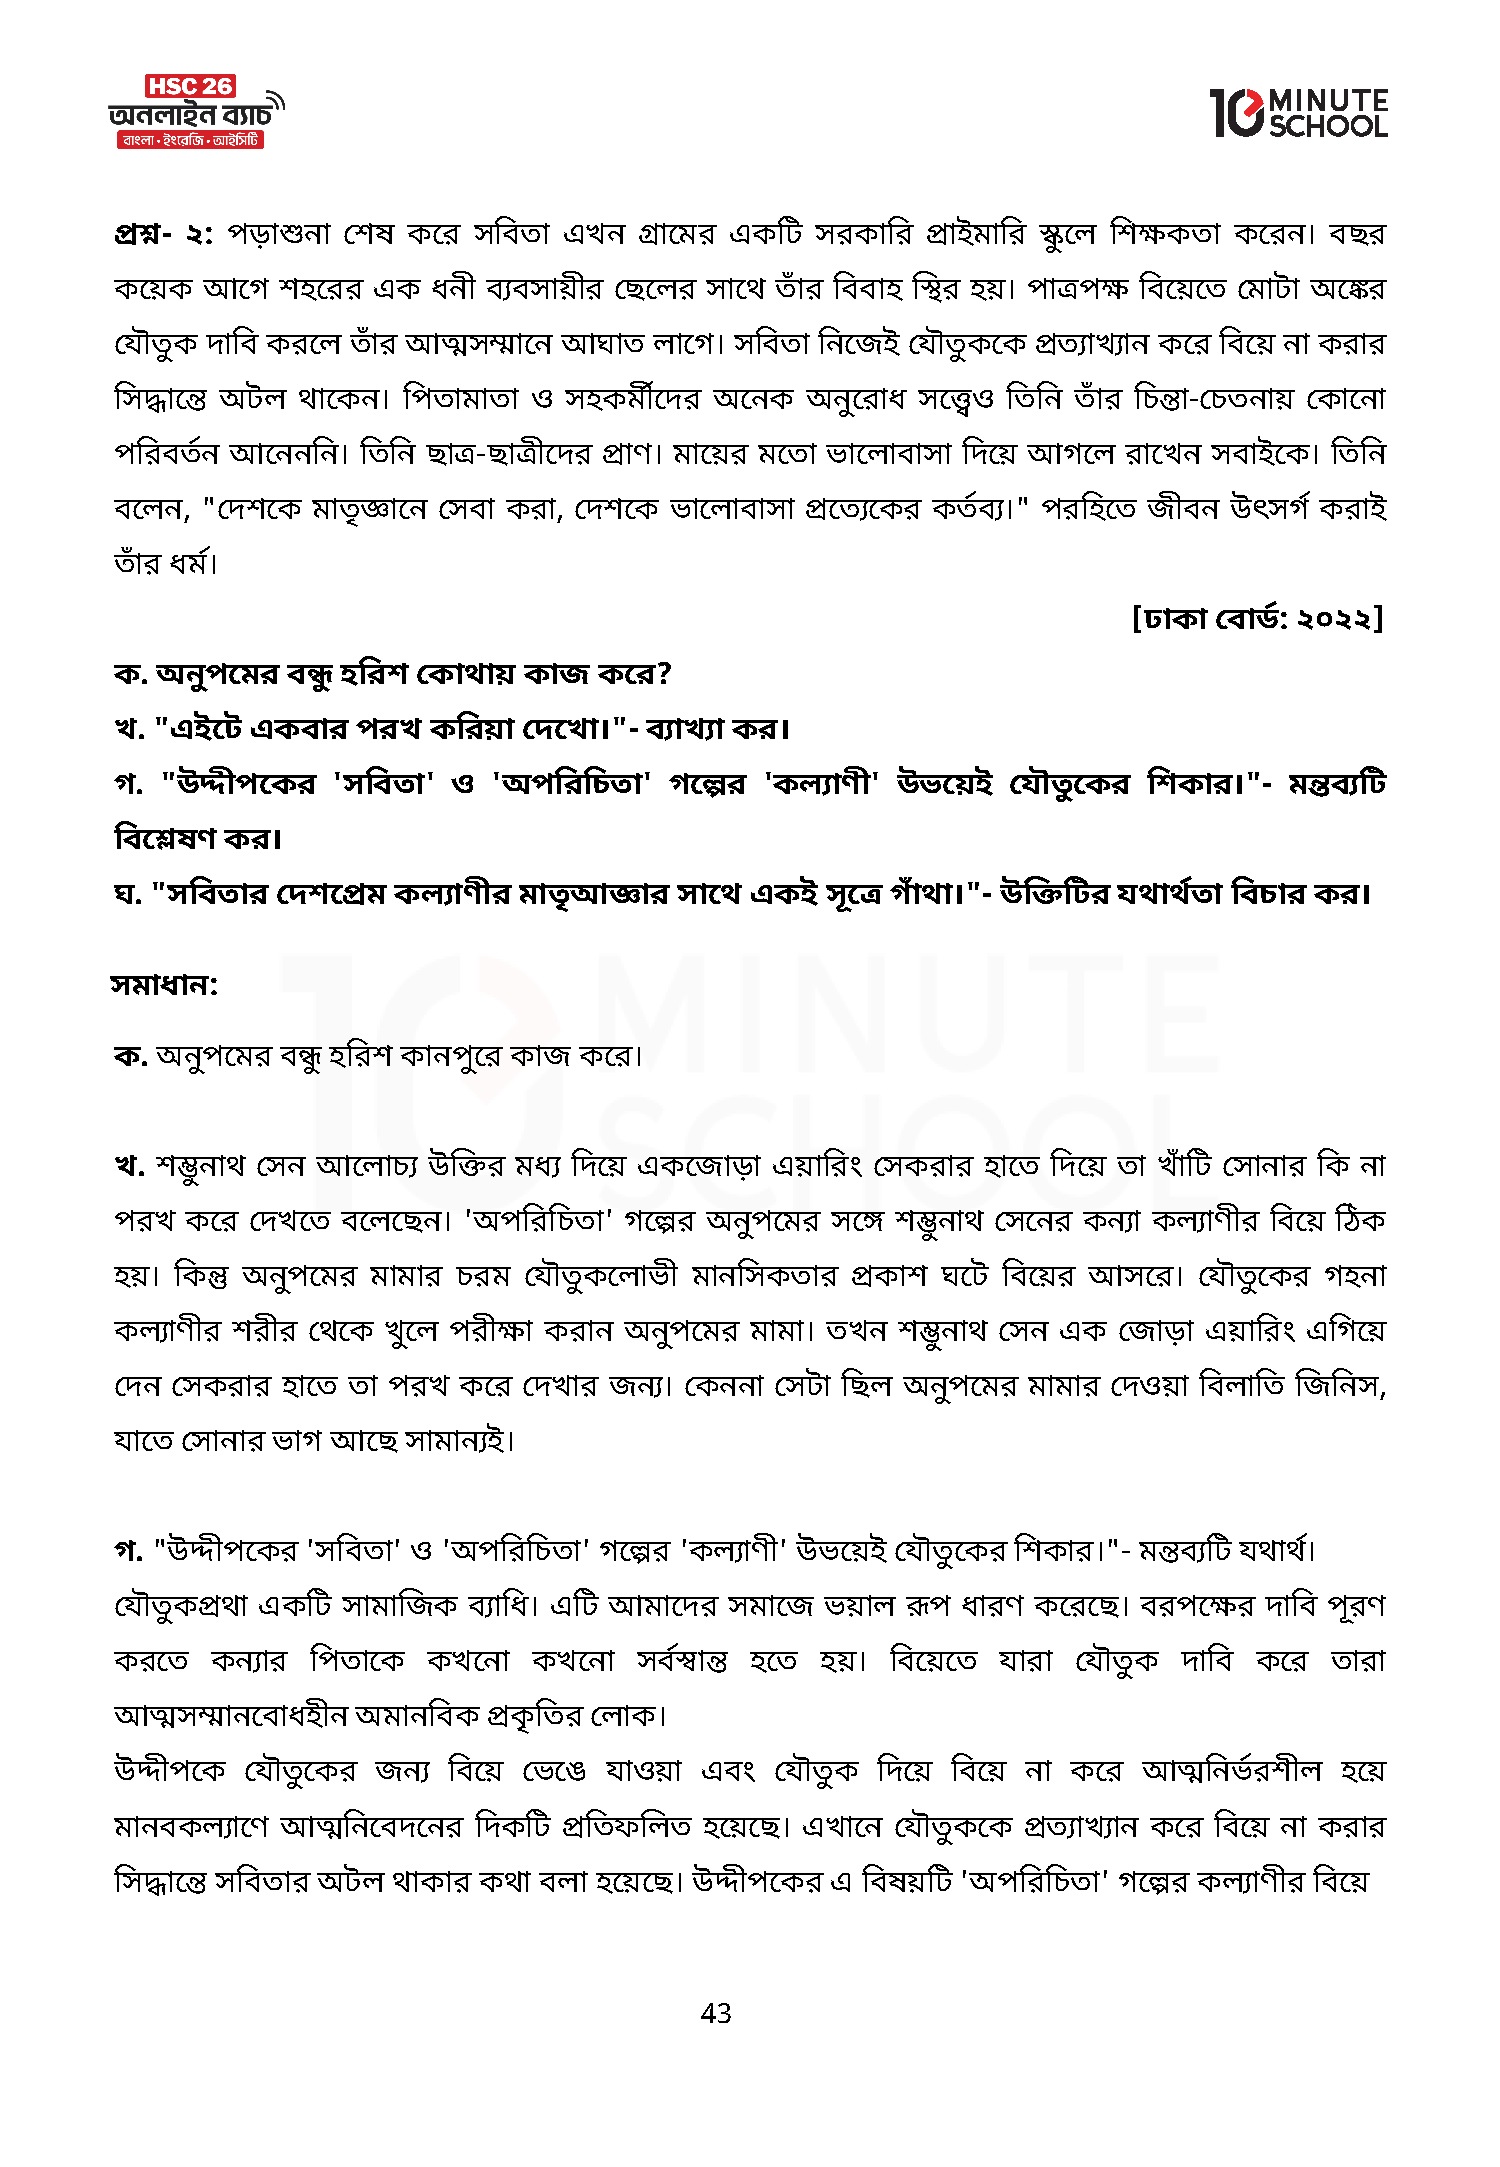 HSC 26
অনলাইন ব্যাচ
বাংলা • ইংরেজি • আইসিটি
10 MINUTE SCHOOL
প্রশ্ন- ২: পড়াশুনা শেষ করে সবিতা এখন গ্রামের একটি সরকারি প্রাইমারি স্কুলে শিক্ষকতা করেন। বছর
কয়েক আগে শহরের এক ধনী ব্যবসায়ীর ছেলের সাথে তাঁর বিবাহ স্থির হয়। পাত্রপক্ষ বিয়েতে মোটা অঙ্কের
যৌতুক দাবি করলে তাঁর আত্মসম্মানে আঘাত লাগে। সবিতা নিজেই যৌতুককে প্রত্যাখ্যান করে বিয়ে না করার
সিদ্ধান্তে অটল থাকেন। পিতামাতা ও সহকর্মীদের অনেক অনুরোধ সত্ত্বেও তিনি তাঁর চিন্তা-চেতনায় কোনো
পরিবর্তন আনেননি। তিনি ছাত্র-ছাত্রীদের প্রাণ। মায়ের মতো ভালোবাসা দিয়ে আগলে রাখেন সবাইকে। তিনি
বলেন, "দেশকে মাতৃজ্ঞানে সেবা করা, দেশকে ভালোবাসা প্রত্যেকের কর্তব্য।" পরহিতে জীবন উৎসর্গ করাই
তাঁর ধর্ম।
[ঢাকা বোর্ড: ২০২২]
ক. অনুপমের বন্ধু হরিশ কোথায় কাজ করে?
খ. "এইটে একবার পরখ করিয়া দেখো।"- ব্যাখ্যা কর।
গ. "উদ্দীপকের 'সবিতা' ও 'অপরিচিতা' গল্পের 'কল্যাণী' উভয়েই যৌতুকের শিকার।"- মন্তব্যটি
বিশ্লেষণ কর।
ঘ. "সবিতার দেশপ্রেম কল্যাণীর মাতৃআজ্ঞার সাথে একই সূত্রে গাঁথা।"- উক্তিটির যথার্থতা বিচার কর।
সমাধান:
ক. অনুপমের বন্ধু হরিশ কানপুরে কাজ করে।
খ. শম্ভুনাথ সেন আলোচ্য উক্তির মধ্য দিয়ে একজোড়া এয়ারিং সেকরার হাতে দিয়ে তা খাঁটি সোনার কি না
পরখ করে দেখতে বলেছেন। 'অপরিচিতা' গল্পের অনুপমের সঙ্গে শম্ভুনাথ সেনের কন্যা কল্যাণীর বিয়ে ঠিক
হয়। কিন্তু অনুপমের মামার চরম যৌতুকলোভী মানসিকতার প্রকাশ ঘটে বিয়ের আসরে। যৌতুকের গহনা
কল্যাণীর শরীর থেকে খুলে পরীক্ষা করান অনুপমের মামা। তখন শম্ভুনাথ সেন এক জোড়া এয়ারিং এগিয়ে
দেন সেকরার হাতে তা পরখ করে দেখার জন্য। কেননা সেটা ছিল অনুপমের মামার দেওয়া বিলাতি জিনিস,
যাতে সোনার ভাগ আছে সামান্যই।
গ. "উদ্দীপকের 'সবিতা' ও 'অপরিচিতা' গল্পের 'কল্যাণী' উভয়েই যৌতুকের শিকার।"- মন্তব্যটি যথার্থ।
যৌতুকপ্রথা একটি সামাজিক ব্যাধি। এটি আমাদের সমাজে ভয়াল রূপ ধারণ করেছে। বরপক্ষের দাবি পূরণ
করতে কন্যার পিতাকে কখনো কখনো সর্বস্বান্ত হতে হয়। বিয়েতে যারা যৌতুক দাবি করে তারা
আত্মসম্মানবোধহীন অমানবিক প্রকৃতির লোক।
উদ্দীপকে যৌতুকের জন্য বিয়ে ভেঙে যাওয়া এবং যৌতুক দিয়ে বিয়ে না করে আত্মনির্ভরশীল হয়ে
মানবকল্যাণে আত্মনিবেদনের দিকটি প্রতিফলিত হয়েছে। এখানে যৌতুককে প্রত্যাখ্যান করে বিয়ে না করার
সিদ্ধান্তে সবিতার অটল থাকার কথা বলা হয়েছে। উদ্দীপকের এ বিষয়টি 'অপরিচিতা' গল্পের কল্যাণীর বিয়ে
43